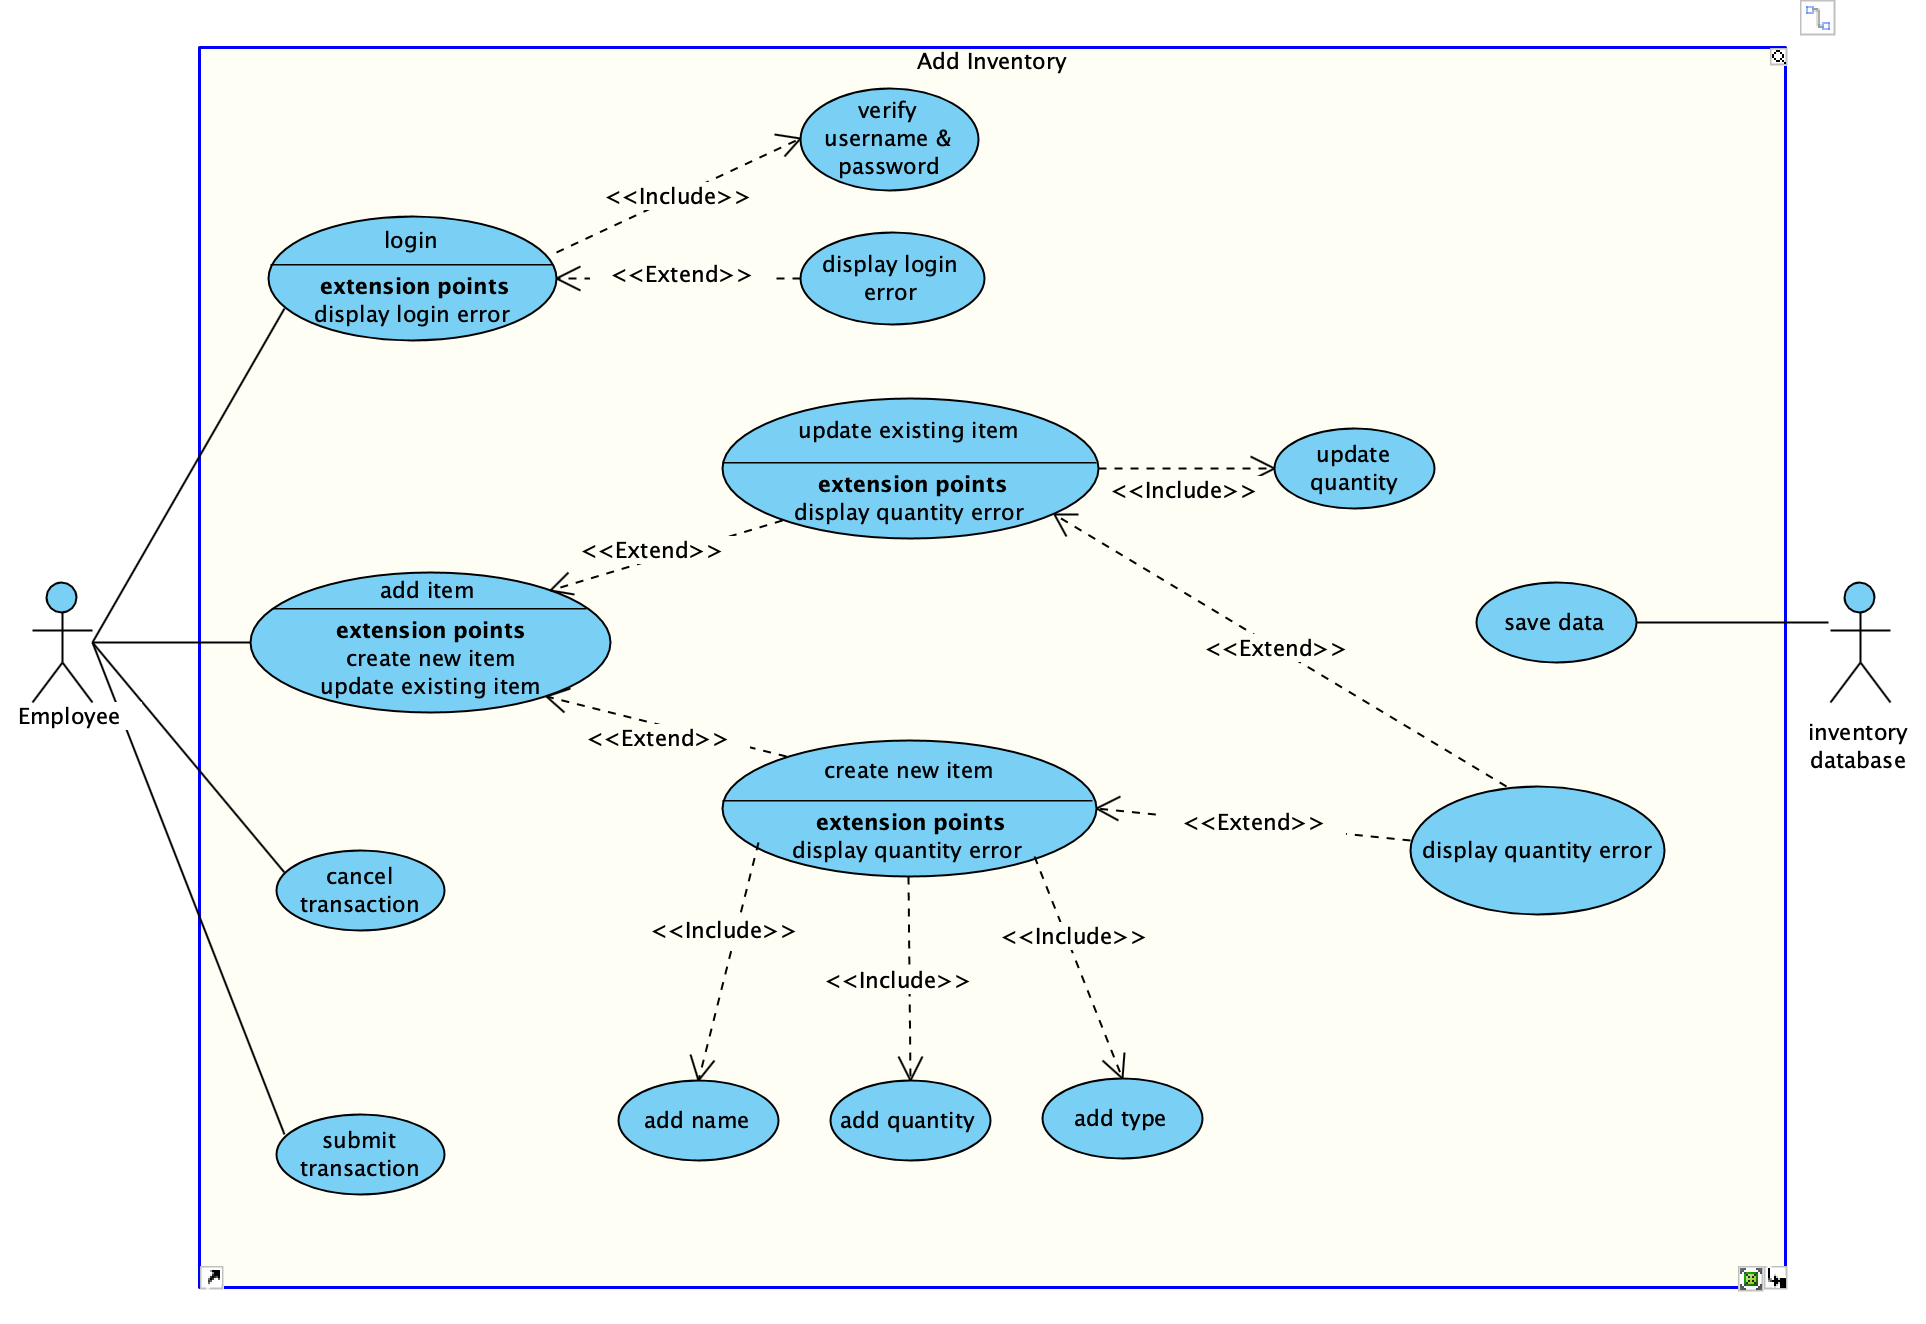 Add Inventory
verify
username &
password
<<Include>>
login
extension points
display login error
<<Extend>>
display login
error
update existing item
extension points
display quantity error
<<Include>>
update
quantity
<<Extend>>
add item
extension points
create new item
update existing item
Employee
save data
inventory
database
<<Extend>>
<<Extend>>
create new item
extension points
display quantity error
<<Extend>>
display quantity error
cancel
transaction
<<Include>>
<<Include>>
<<Include>>
add name
add quantity
add type
submit
transaction